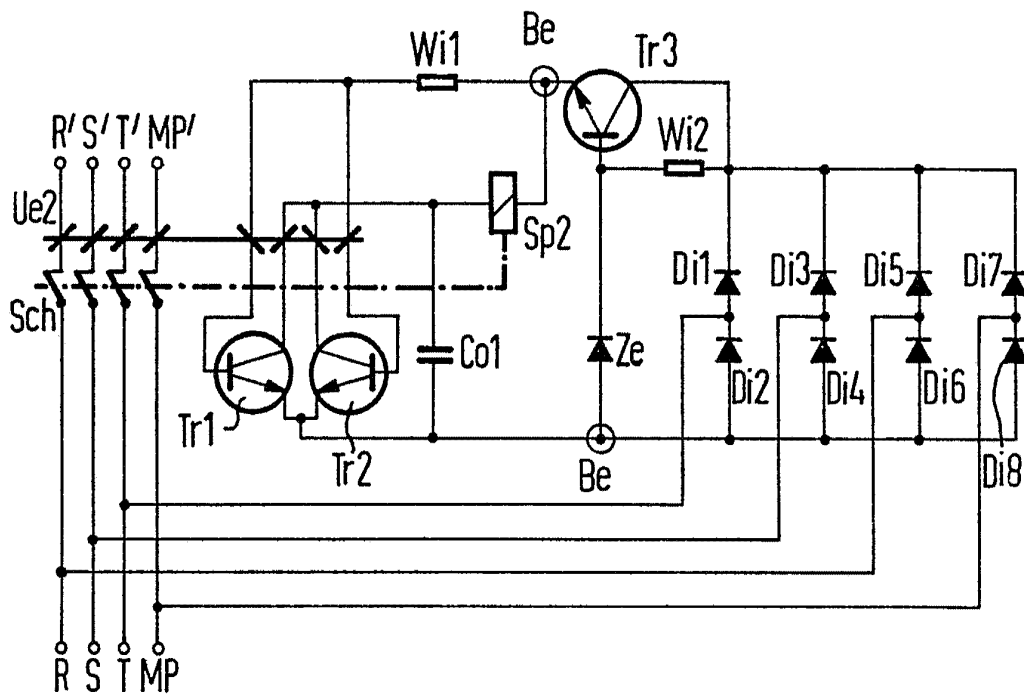 Be
Wi1
Tr3
R' S' T' MP'
Wi2
Ue2
Sp2
Di1 Di3 Di5 Di7
Sch
Co1
Ze
Di2 Di4 Di6
Tr1
Tr2
Be
Di8
R S T MP